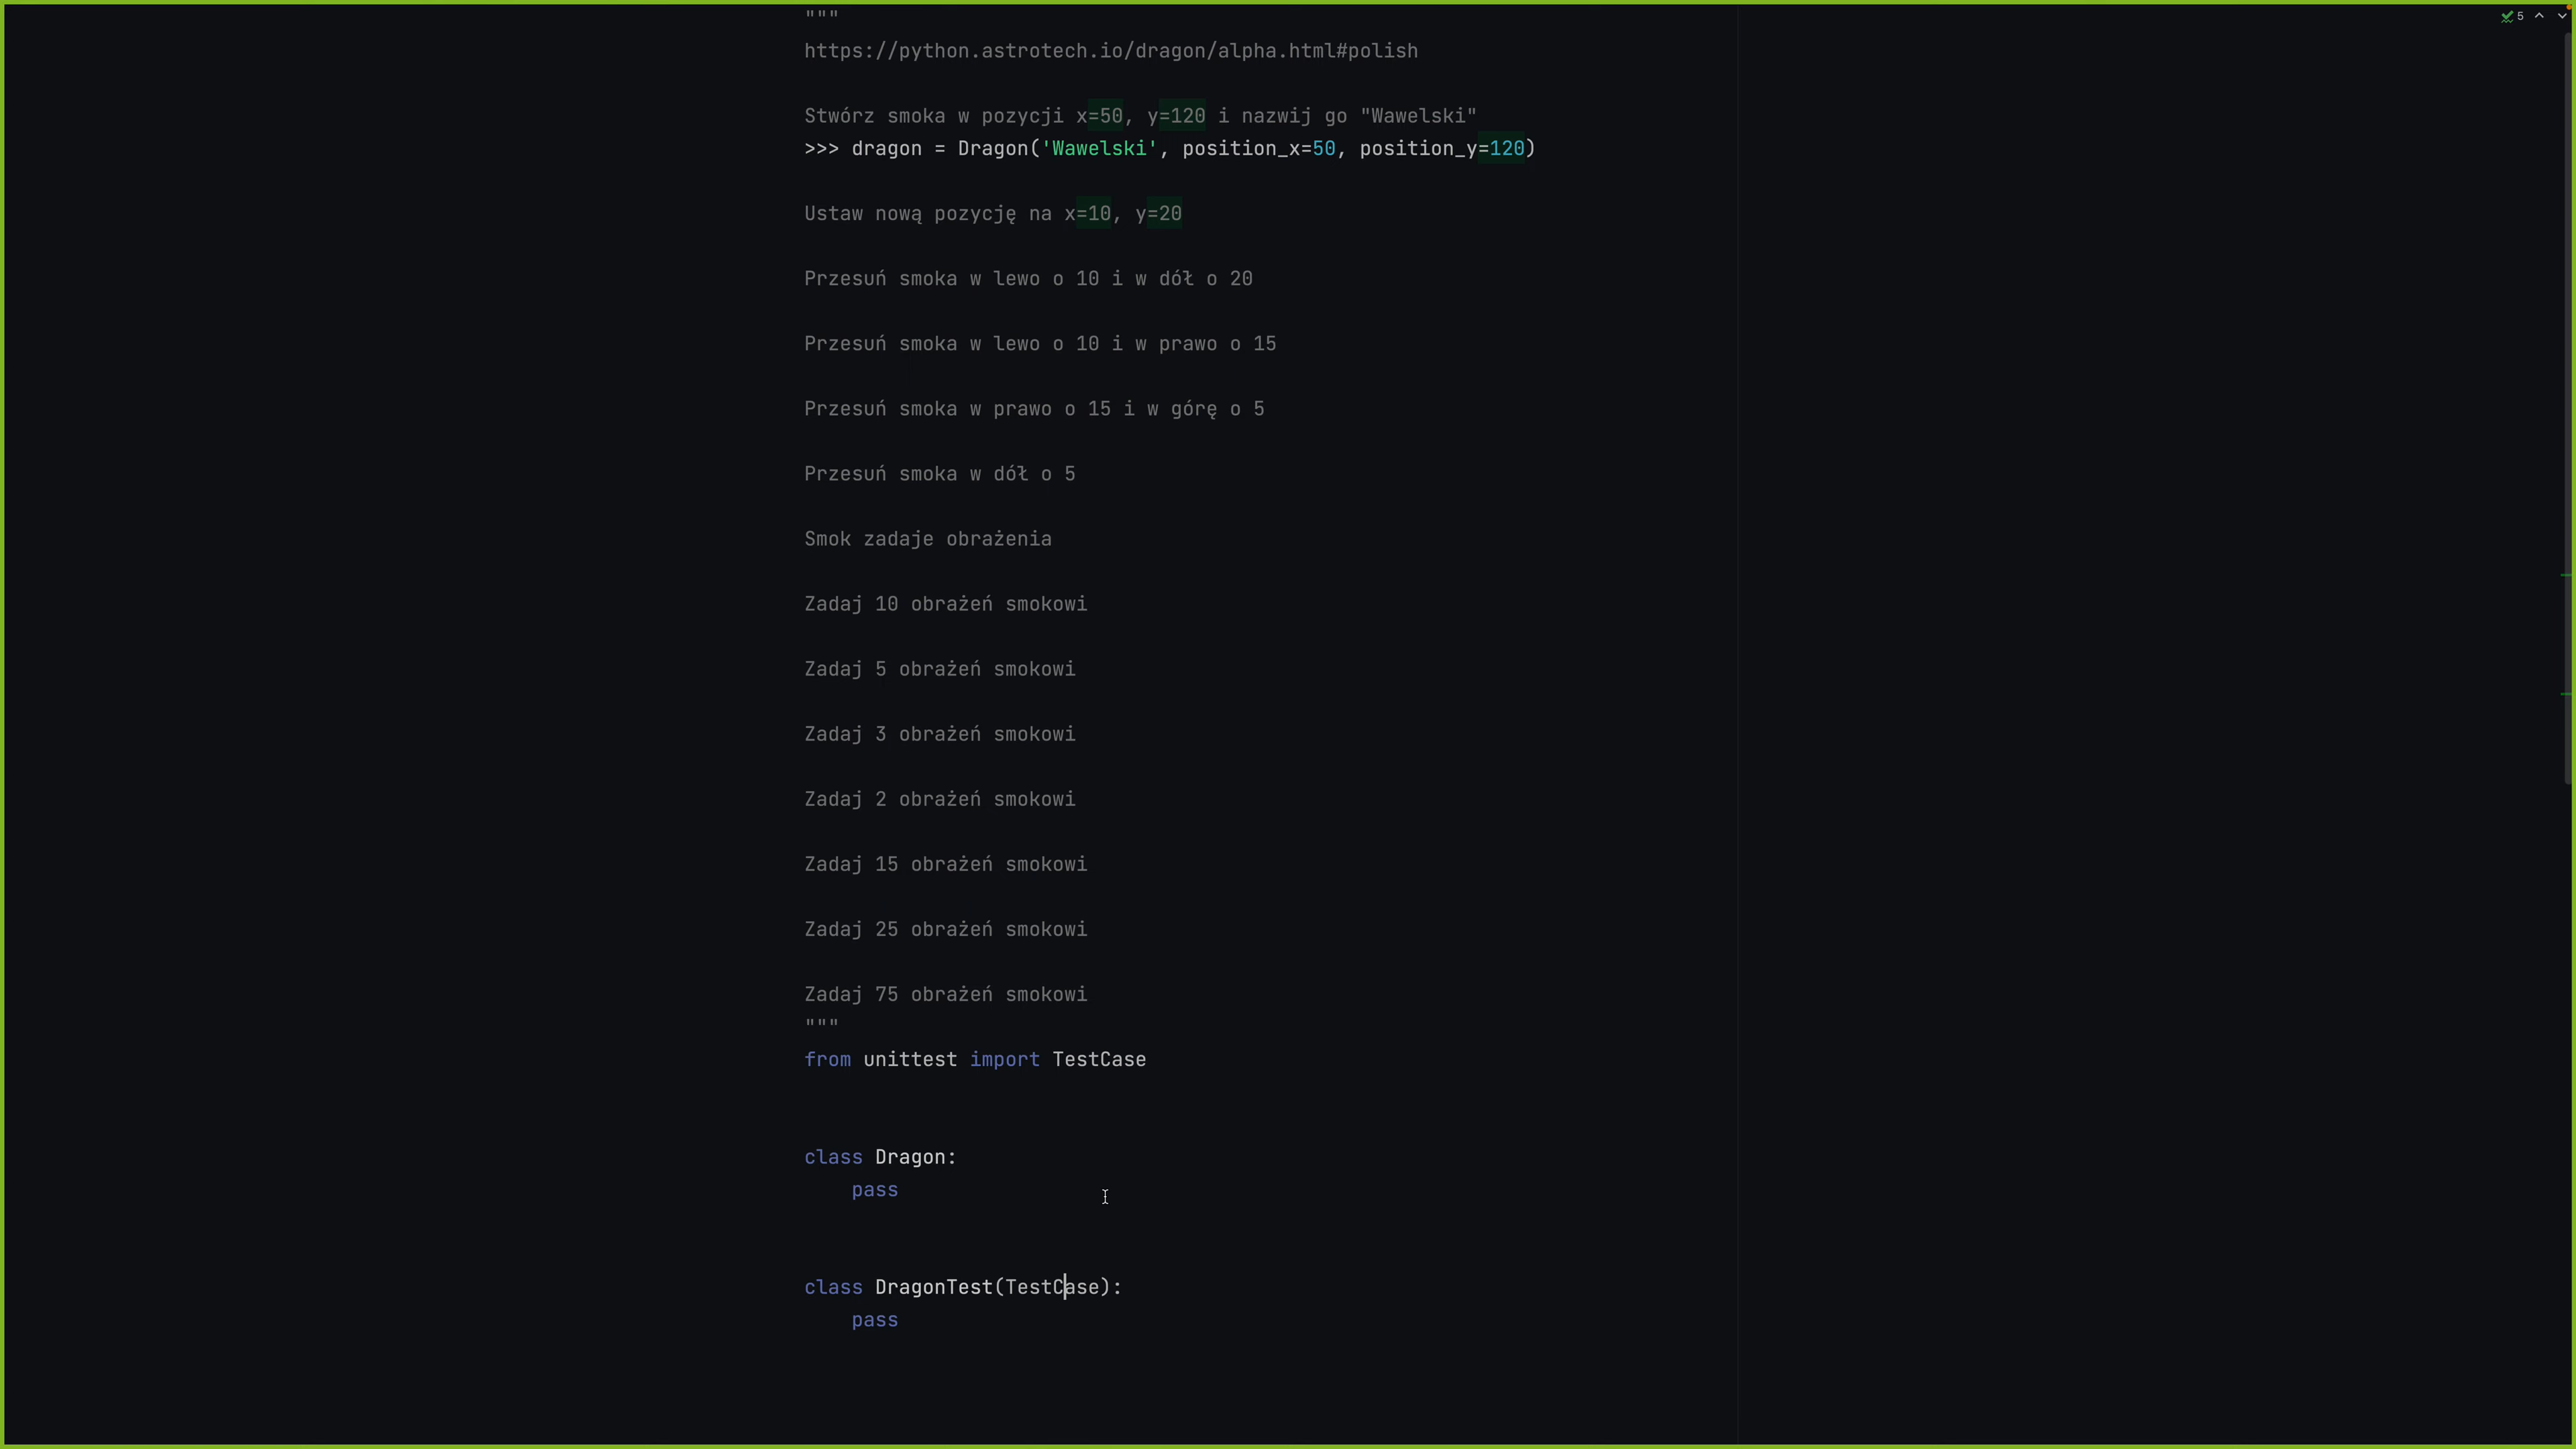 """
5
https://python.astrotech.io/dragon/alpha.html#polish
Stwórz smoka w pozycji x=50, y=120 i nazwij go "Wawelski"
>>> dragon = Dragon('Wawelski', position_x=50, position_y=120)
Ustaw nową pozycję na x=10, y=20
Przesuń smoka w lewo o 10 i w dół o 20
Przesuń smoka w lewo o 10 i w prawo o 15
Przesuń smoka w prawo o 15 i w górę o 5
Przesuń smoka w dół o 5
Smok zadaje obrażenia
Zadaj 10 obrażeń smokowi
Zadaj 5 obrażeń smokowi
Zadaj 3 obrażeń smokowi
Zadaj 2 obrażeń smokowi
Zadaj 15 obrażeń smokowi
Zadaj 25 obrażeń smokowi
Zadaj 75 obrażeń smokowi
"""
from unittest import TestCase
class Dragon:
    pass
class DragonTest(TestCase):
    pass